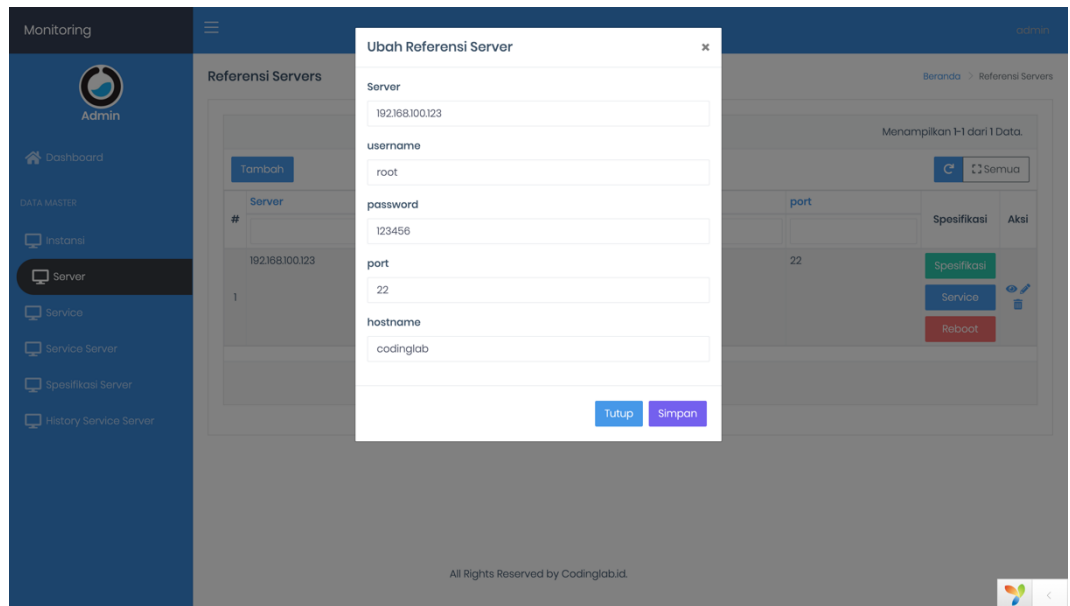 Monitoring
admin
Admin
Dashboard
DATA MASTER
Instansi
Server
Service
Service Server
Spesifikasi Server
History Service Server
Referensi Servers
Beranda > Referensi Servers
Menampilkan 1-1 dari 1 Data.
Tambah
Semua
# Server port Spesifikasi Aksi
1 192.168.100.123 22 Spesifikasi
Service
Reboot
Ubah Referensi Server ×
Server
192.168.100.123
username
root
password
123456
port
22
hostname
codinglab
Tutup Simpan
All Rights Reserved by Codinglab.id.